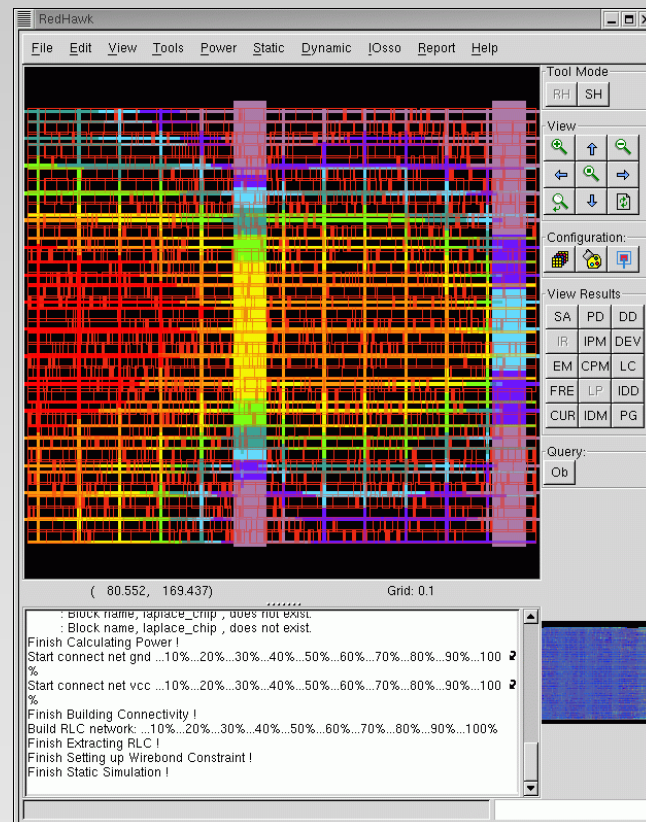 RedHawk
File Edit View Tools Power Static Dynamic IOsso Report Help
Tool Mode
RH SH
View
Configuration:
View Results
SA PD DD
IR IPM DEV
EM CPM LC
FRE LP IDD
CUR IDM PG
Query:
Ob
( 80.552, 169.437) Grid: 0.1
: Block name, laplace_chip , does not exist.
: Block name, laplace_chip , does not exist.
Finish Calculating Power !
Start connect net gnd ...10%...20%...30%...40%...50%...60%...70%...80%...90%...100
%
Start connect net vcc ...10%...20%...30%...40%...50%...60%...70%...80%...90%...100
%
Finish Building Connectivity !
Build RLC network: ...10%...20%...30%...40%...50%...60%...70%...80%...90%...100%
Finish Extracting RLC !
Finish Setting up Wirebond Constraint !
Finish Static Simulation !